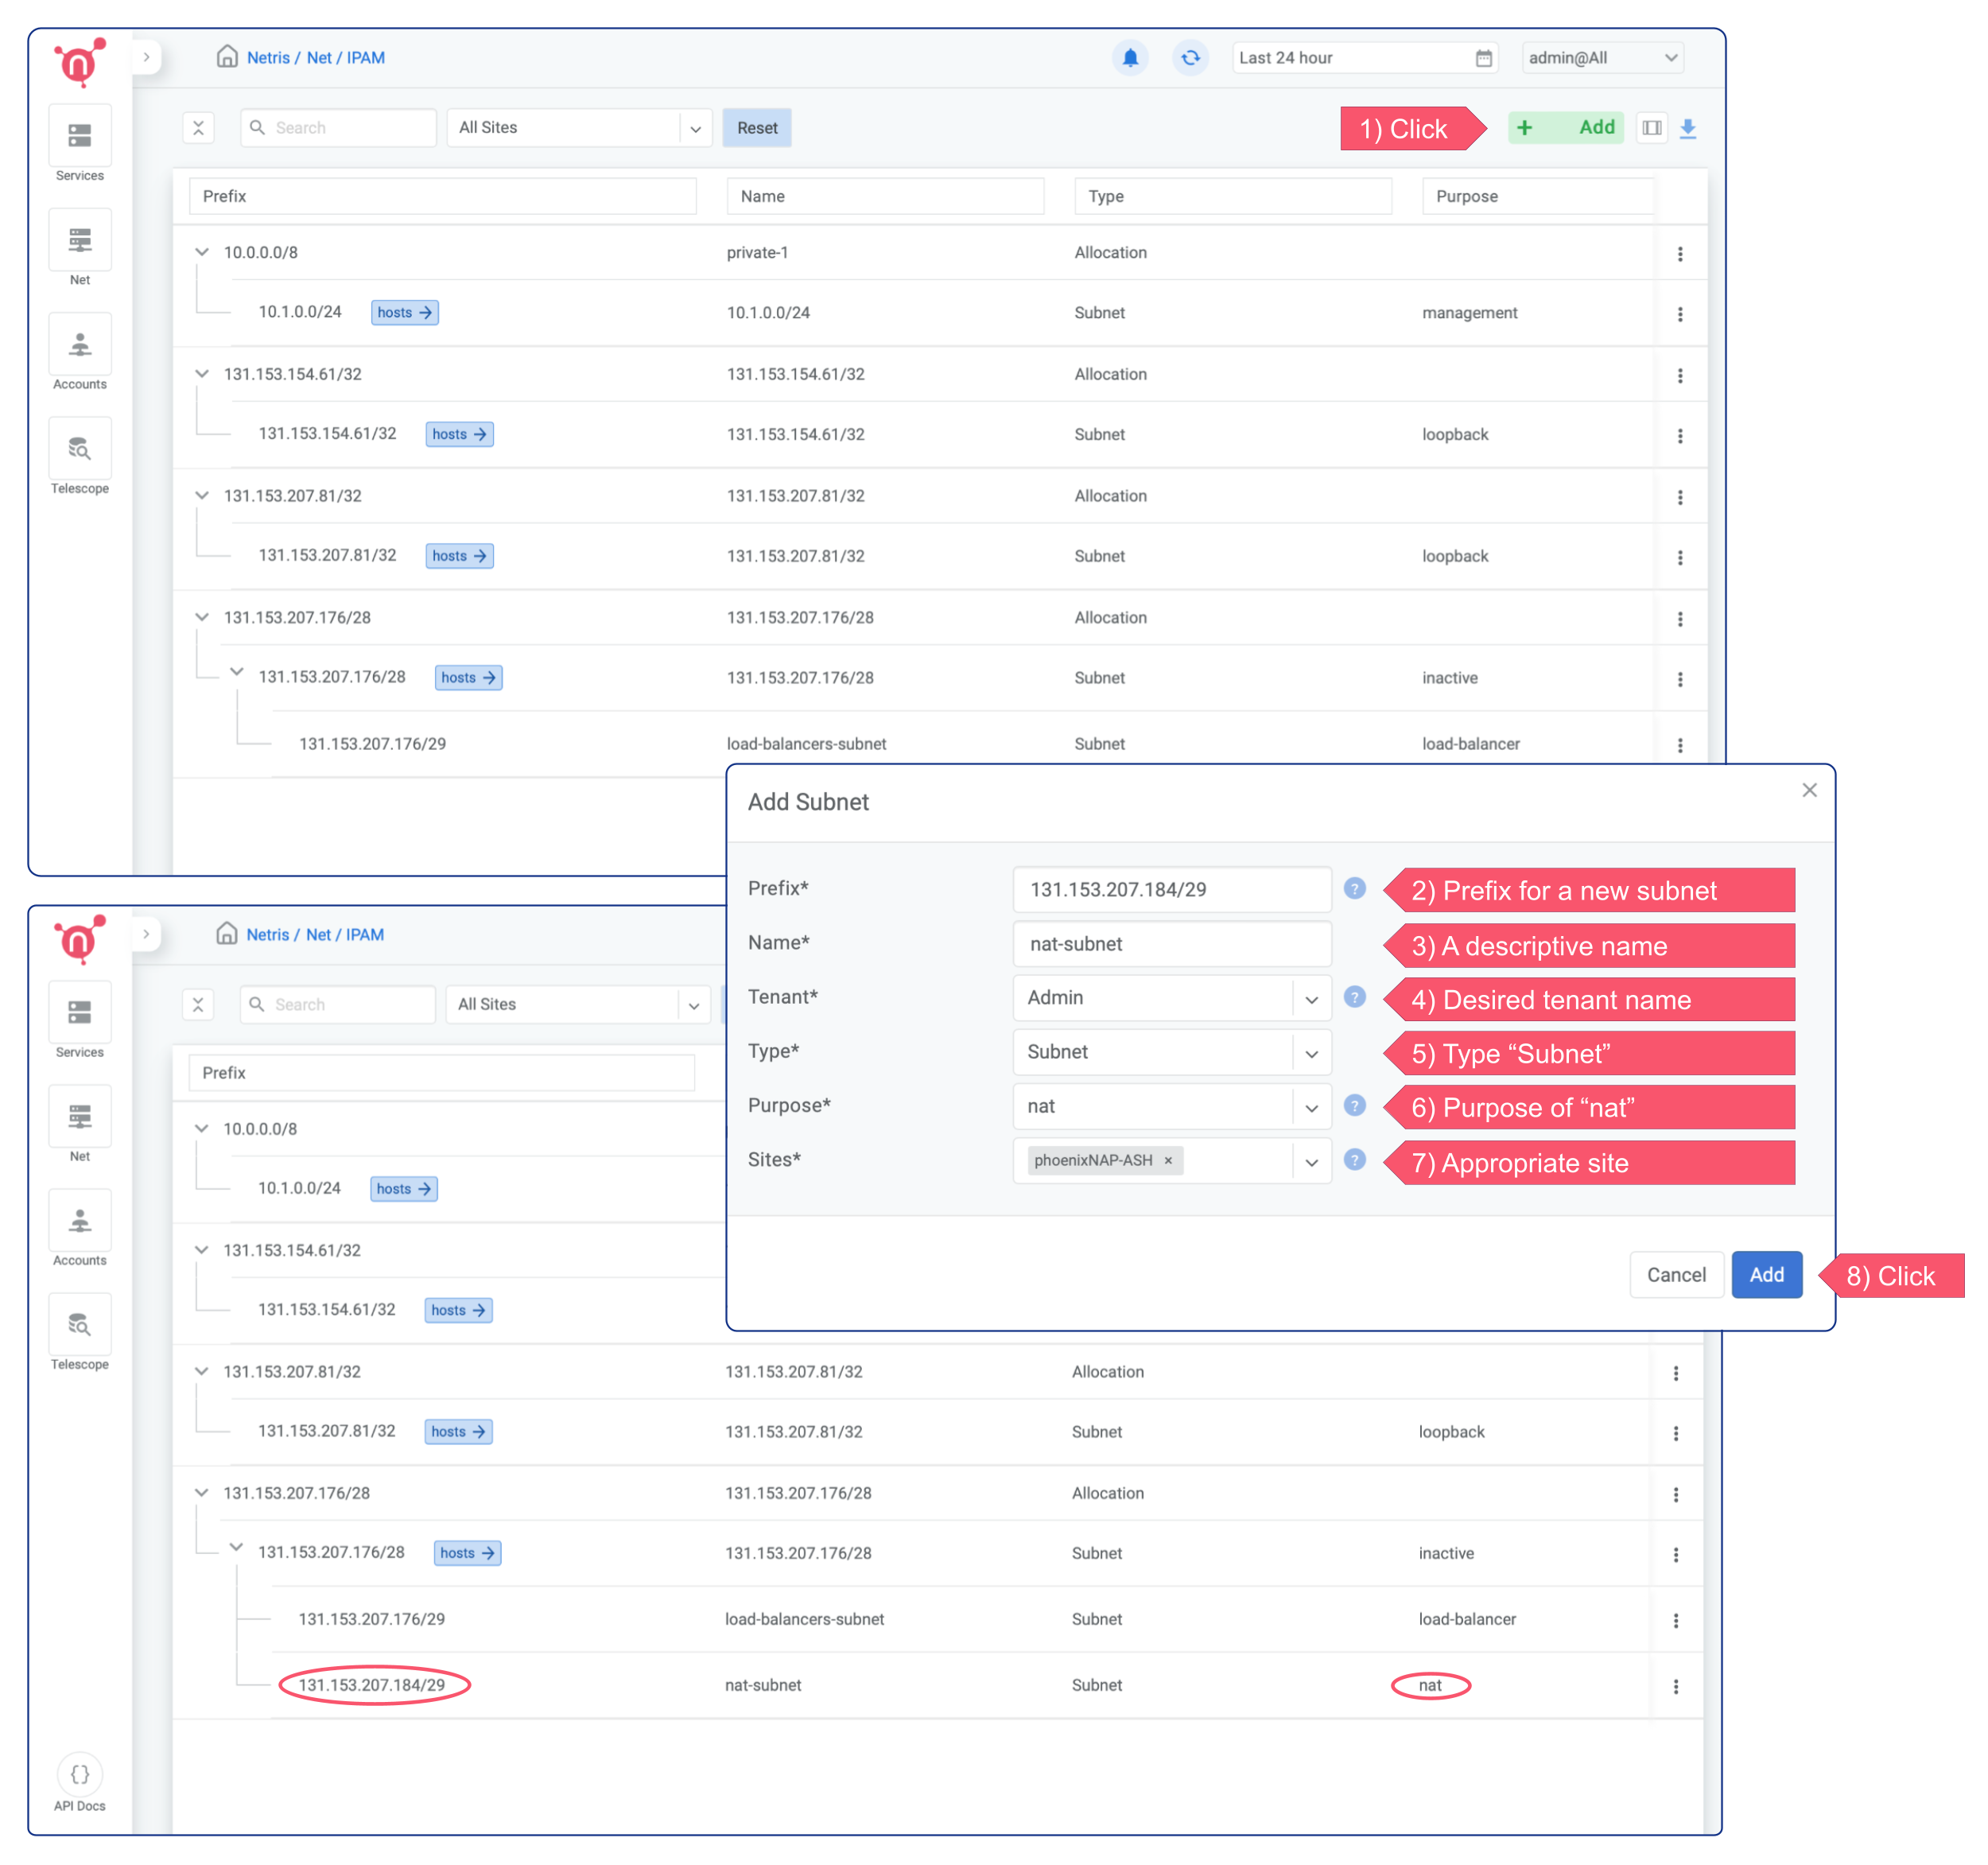 Netris / Net / IPAM
Last 24 hour
admin@All
Search
All Sites
Reset
1) Click
+ Add
Services
Net
Accounts
Telescope
Prefix Name Type Purpose
10.0.0.0/8 private-1 Allocation
10.1.0.0/24 hosts → 10.1.0.0/24 Subnet management
131.153.154.61/32 131.153.154.61/32 Allocation
131.153.154.61/32 hosts → 131.153.154.61/32 Subnet loopback
131.153.207.81/32 131.153.207.81/32 Allocation
131.153.207.81/32 hosts → 131.153.207.81/32 Subnet loopback
131.153.207.176/28 131.153.207.176/28 Allocation
131.153.207.176/28 hosts → 131.153.207.176/28 Subnet inactive
131.153.207.176/29 load-balancers-subnet Subnet load-balancer
Add Subnet
Prefix* 131.153.207.184/29 ? 2) Prefix for a new subnet
Name* nat-subnet 3) A descriptive name
Tenant* Admin ? 4) Desired tenant name
Type* Subnet 5) Type “Subnet”
Purpose* nat ? 6) Purpose of “nat”
Sites* phoenixNAP-ASH × ? 7) Appropriate site
Cancel Add 8) Click
Netris / Net / IPAM
Search
All Sites
Services
Net
Accounts
Telescope
{} API Docs
Prefix
10.0.0.0/8
10.1.0.0/24 hosts →
131.153.154.61/32
131.153.154.61/32 hosts →
131.153.207.81/32 131.153.207.81/32 Allocation
131.153.207.81/32 hosts → 131.153.207.81/32 Subnet loopback
131.153.207.176/28 131.153.207.176/28 Allocation
131.153.207.176/28 hosts → 131.153.207.176/28 Subnet inactive
131.153.207.176/29 load-balancers-subnet Subnet load-balancer
131.153.207.184/29 nat-subnet Subnet nat